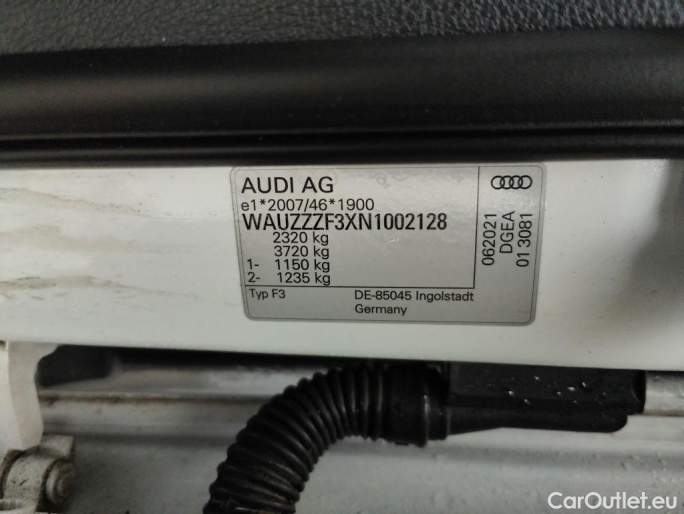 AUDI AG
e1*2007/46*1900
WAUZZZF3XN1002128
2320 kg
3720 kg
1- 1150 kg
2- 1235 kg
Typ F3 DE-85045 Ingolstadt
Germany
062021
DGEA
01 3081
CarOutlet.eu